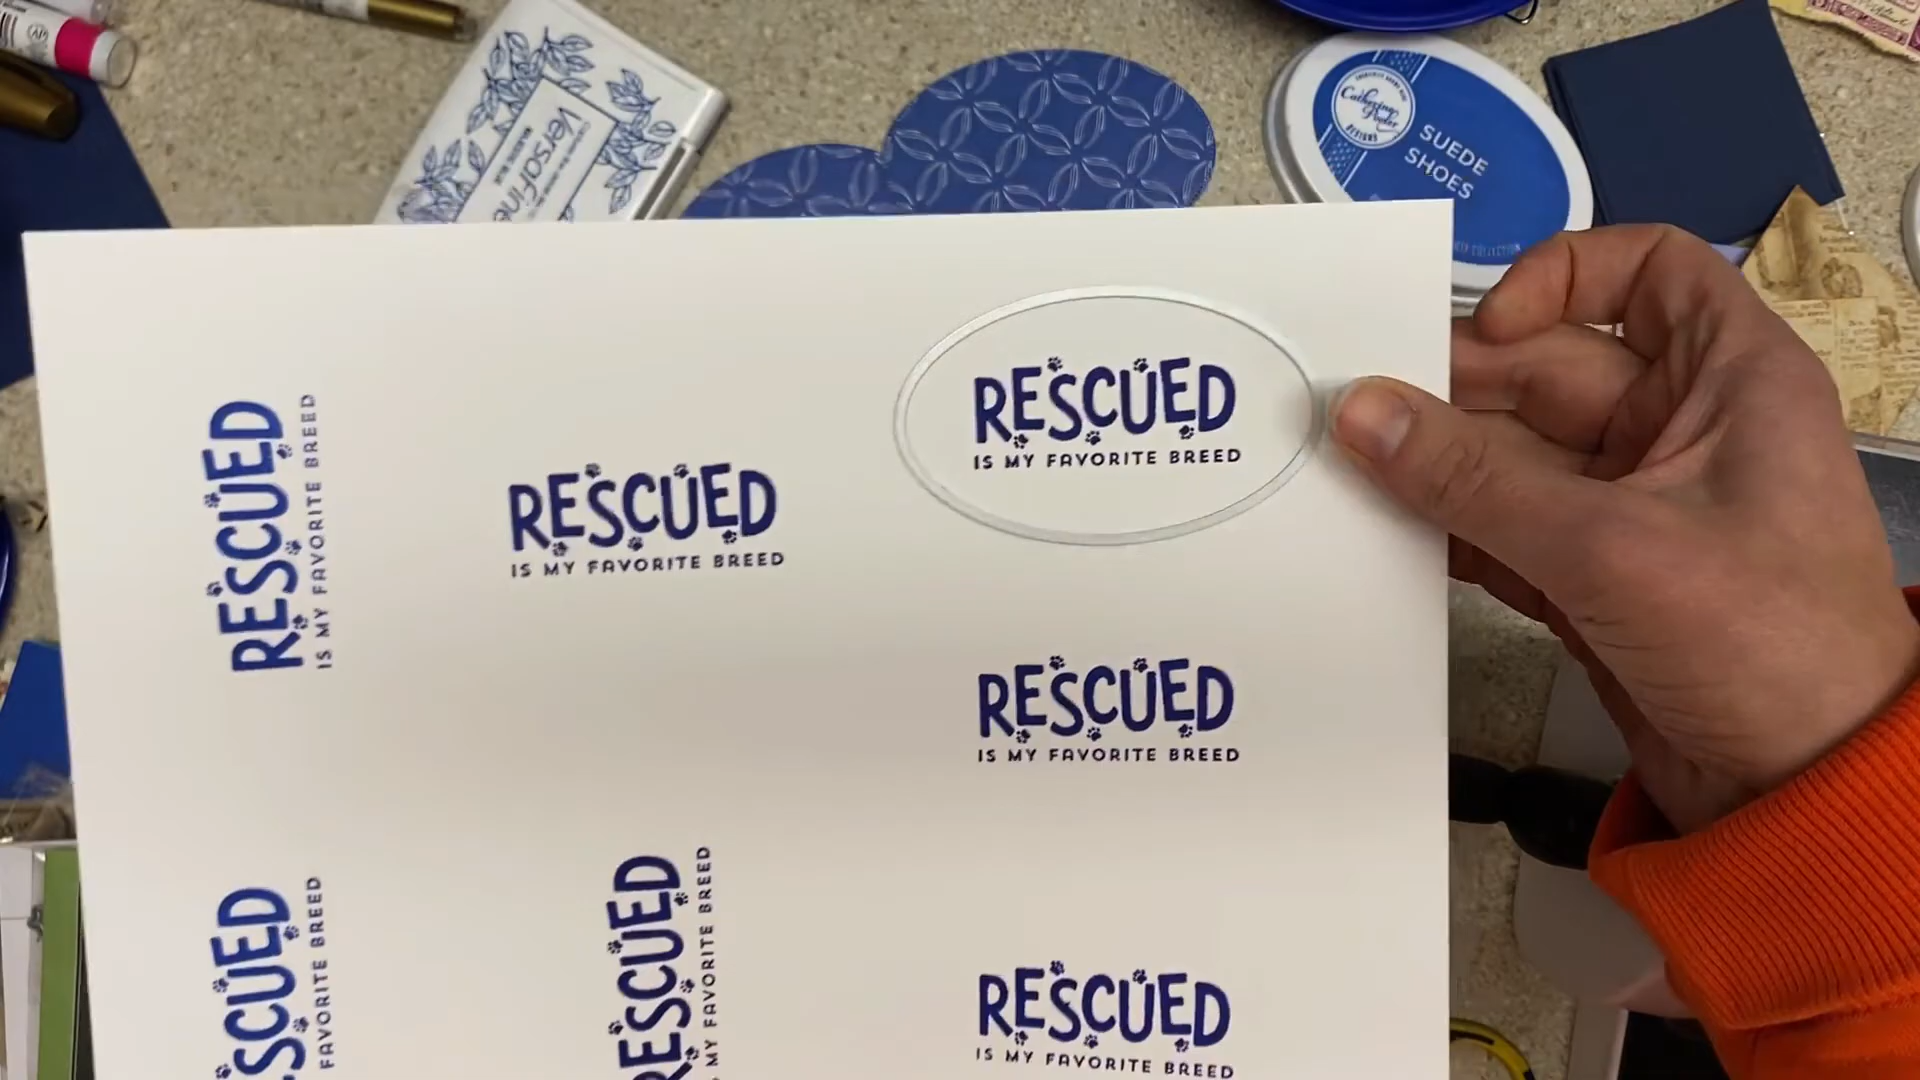 VersaFine
Catherine Pooler
DESIGNS
SUEDE
SHOES
RESCUED
IS MY FAVORITE BREED
RESCUED
IS MY FAVORITE BREED
RESCUED
IS MY FAVORITE BREED
RESCUED
IS MY FAVORITE BREED
RESCUED
MY FAVORITE BREED
FAVORITE BREED
RESCUED
IS MY FAVORITE BREED